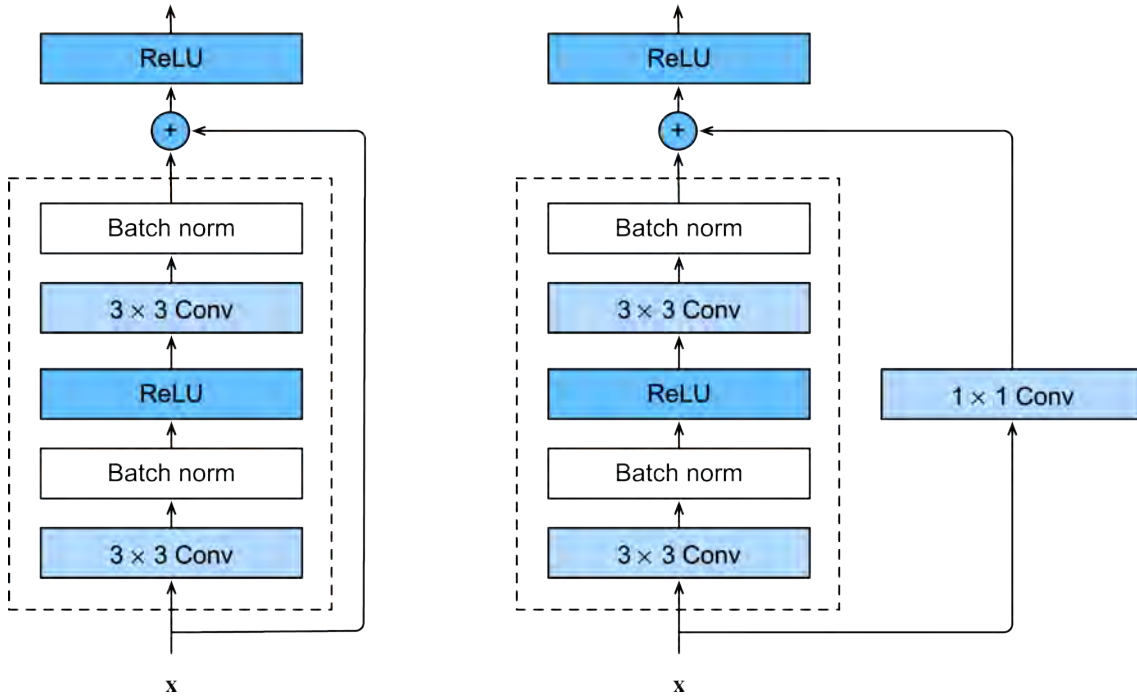 ReLU
+
Batch norm
3 × 3 Conv
ReLU
Batch norm
3 × 3 Conv
x
ReLU
+
Batch norm
3 × 3 Conv
ReLU
Batch norm
3 × 3 Conv
x
1 × 1 Conv